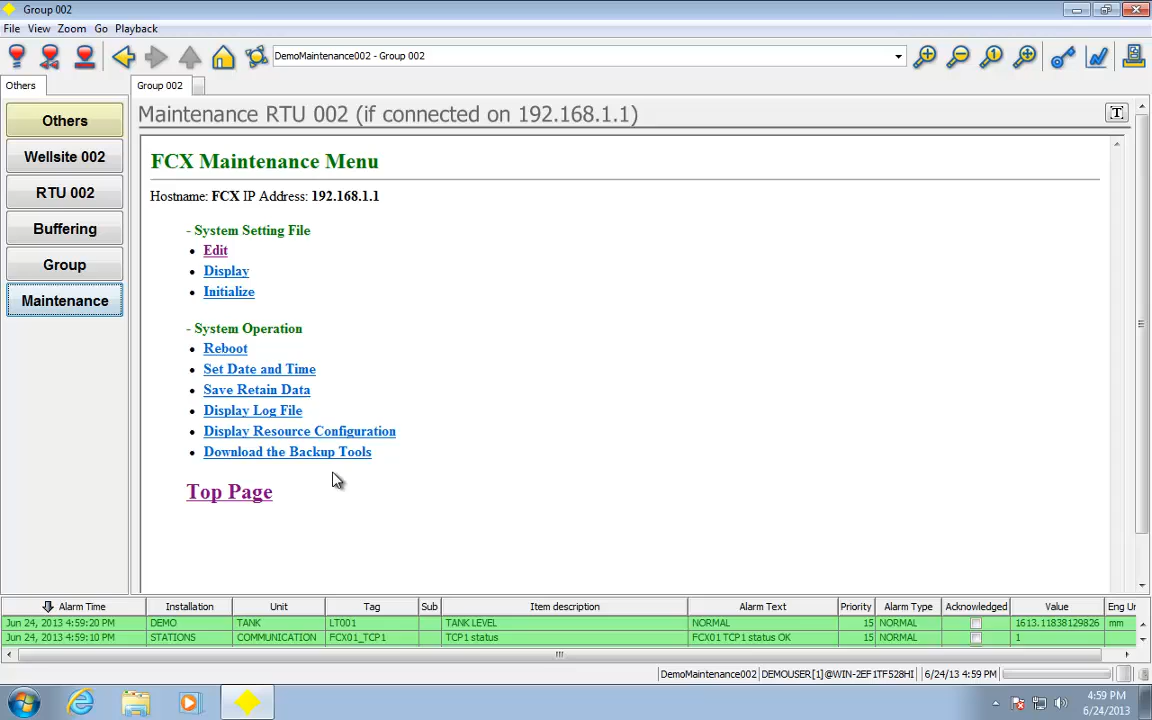 Group 002
File View Zoom Go Playback
DemoMaintenance002 - Group 002
Others
Group 002
Others
Wellsite 002
RTU 002
Buffering
Group
Maintenance
Maintenance RTU 002 (if connected on 192.168.1.1)
T
FCX Maintenance Menu
Hostname: FCX IP Address: 192.168.1.1
- System Setting File
Edit
Display
Initialize
- System Operation
Reboot
Set Date and Time
Save Retain Data
Display Log File
Display Resource Configuration
Download the Backup Tools
Top Page
Alarm Time Installation Unit Tag Sub Item description Alarm Text Priority Alarm Type Acknowledged Value Eng Un
Jun 24, 2013 4:59:20 PM DEMO TANK LT001 TANK LEVEL NORMAL 15 NORMAL 1613.11838129826 mm
Jun 24, 2013 4:59:10 PM STATIONS COMMUNICATION FCX01_TCP1 TCP1 status FCX01 TCP1 status OK 15 NORMAL 1
DemoMaintenance002 DEMOUSER[1]@WIN-2EF1TF528HI 6/24/13 4:59 PM
4:59 PM
6/24/2013